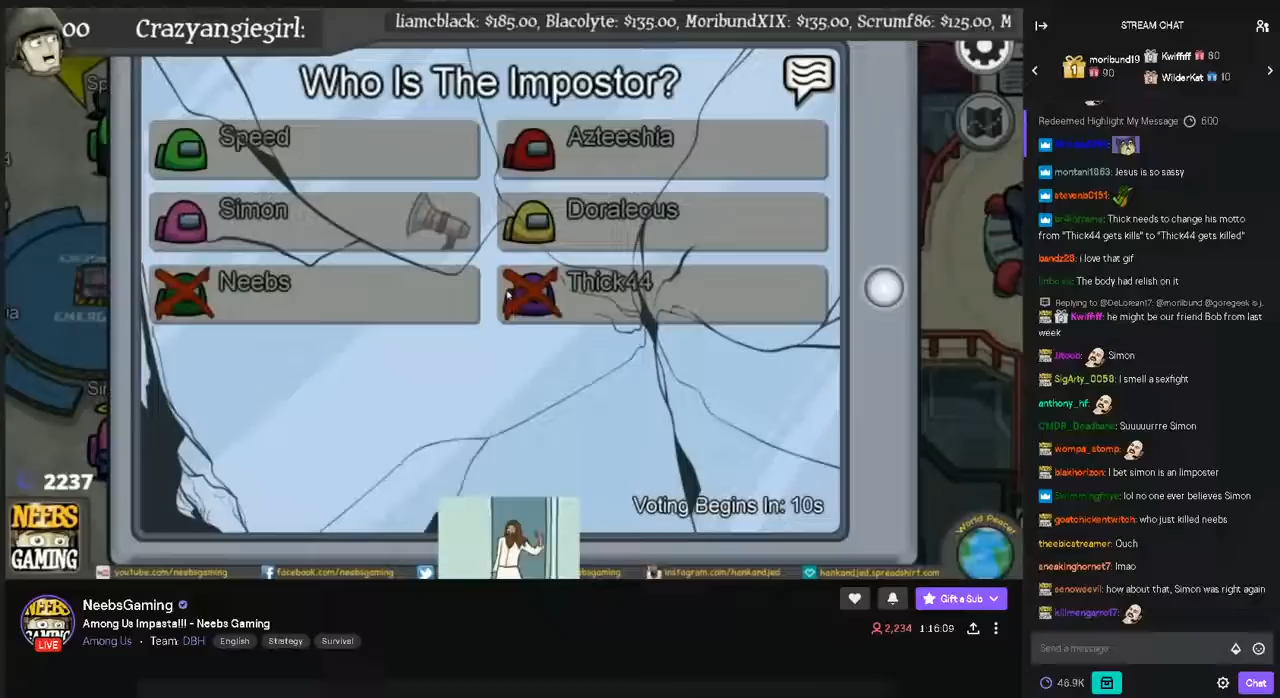 Crazyangiegirl:
liamcblack: $185.00, Blacolyte: $135.00, MoribundXIX: $135.00, Scrumf86: $125.00, M
Who Is The Impostor?
Speed
Azteeshia
Simon
Doraleous
Neebs
Thick44
Voting Begins In: 10s
2237
NEEBS
GAMING
World Peace!
youtube.com/neebsgaming
facebook.com/neebsgaming
instagram.com/hankandjed
hankandjed.spreadshirt.com
NeebsGaming
LIVE
Among Us Impasta!!! - Neebs Gaming
Among Us · Team: DBH English Strategy Survival
Gift a Sub
2,234 1:16:09
STREAM CHAT
moribund19
90
Kwiffiff 80
WilderKat 10
Redeemed Highlight My Message 600
montani1863: Jesus is so sassy
stevenb0151:
Thick needs to change his motto
from "Thick44 gets kills" to "Thick44 gets killed"
bandz28: i love that gif
The body had relish on it
Replying to @DeLorean17: @moribund @goregeek is j..
Kwiffiff: he might be our friend Bob from last
week
Simon
SigArty_0058: I smell a sexfight
anthony_hf:
CMDR_Deadbane: Suuuuurrre Simon
wompa_stomp:
blakhorizon: I bet simon is an Imposter
Swimmingfriye: lol no one ever believes Simon
goatchickentwitch: who just killed neebs
theebicstreamer: Ouch
sneakinghornet7: lmao
xenoweevil: how about that, Simon was right again
Send a message
46.9K
Chat